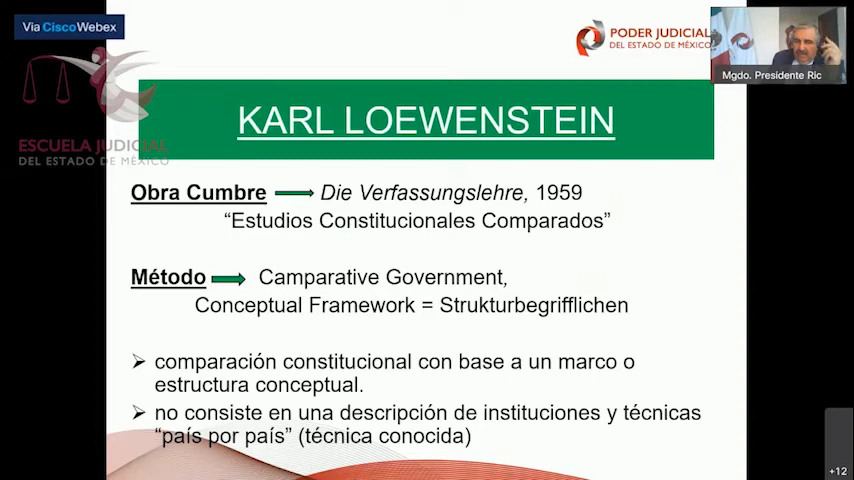 Via Cisco Webex
PODER JUDICIAL
DEL ESTADO DE MÉXICO
Mgdo. Presidente Ric
ESCUELA JUDICIAL
DEL ESTADO DE MÉXICO
KARL LOEWENSTEIN
Obra Cumbre Die Verfassungslehre, 1959
“Estudios Constitucionales Comparados”
Método Camparative Government,
Conceptual Framework = Strukturbegrifflichen
comparación constitucional con base a un marco o
estructura conceptual.
no consiste en una descripción de instituciones y técnicas
“país por país” (técnica conocida)
+12